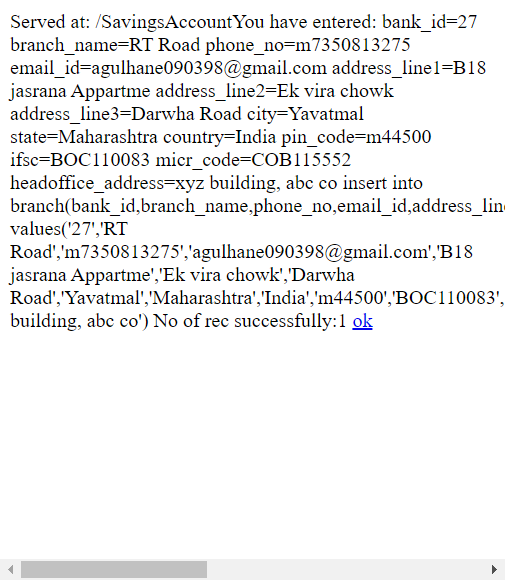 Served at: /SavingsAccountYou have entered: bank_id=27
branch_name=RT Road phone_no=m7350813275
email_id=agulhane090398@gmail.com address_line1=B18
jasrana Appartme address_line2=Ek vira chowk
address_line3=Darwha Road city=Yavatmal
state=Maharashtra country=India pin_code=m44500
ifsc=BOC110083 micr_code=COB115552
headoffice_address=xyz building, abc co insert into
branch(bank_id,branch_name,phone_no,email_id,address_line
values('27','RT
Road','m7350813275','agulhane090398@gmail.com','B18
jasrana Appartme','Ek vira chowk','Darwha
Road','Yavatmal','Maharashtra','India','m44500','BOC110083',
building, abc co') No of rec successfully:1 ok